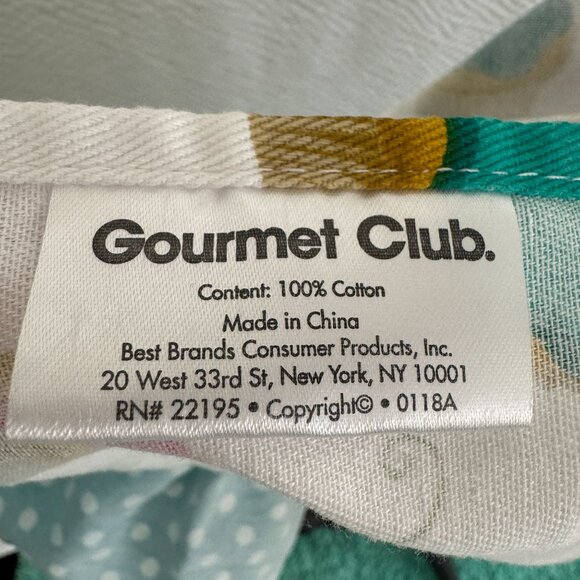 Gourmet Club.
Content: 100% Cotton
Made in China
Best Brands Consumer Products, Inc.
20 West 33rd St, New York, NY 10001
RN# 22195 • Copyright© • 0118A